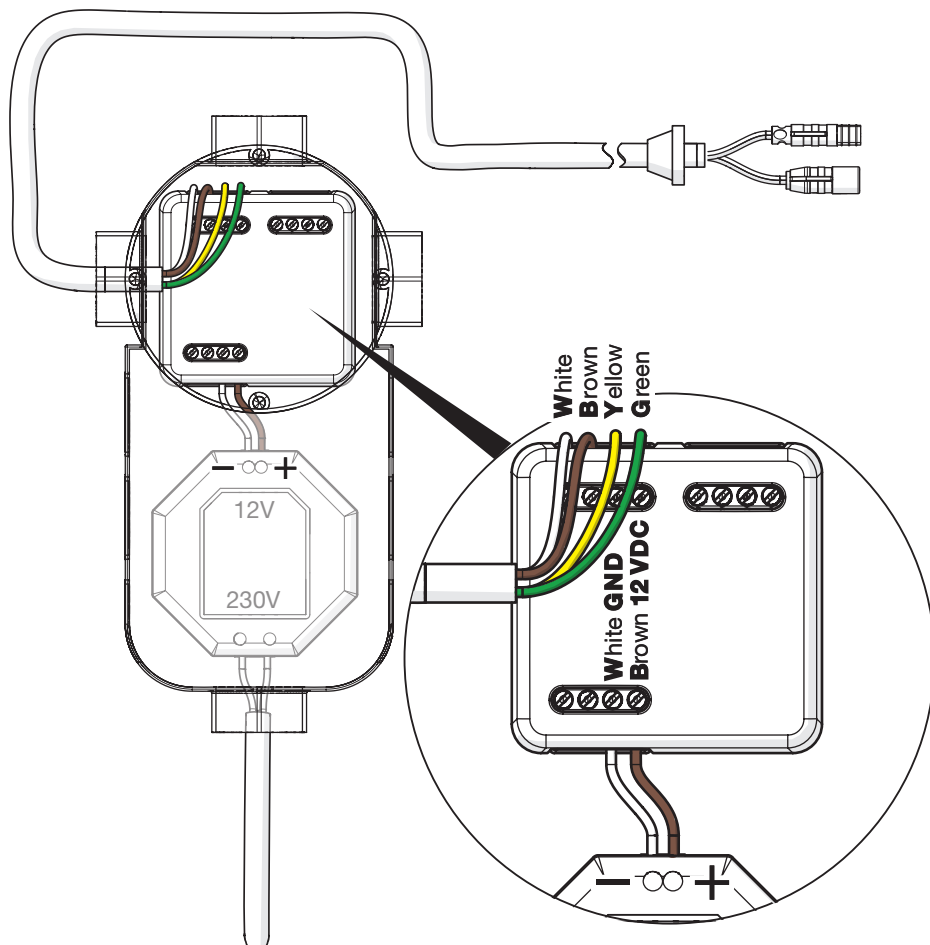 − +
12V
230V
White
Brown
Yellow
Green
White GND
Brown 12 VDC
− +